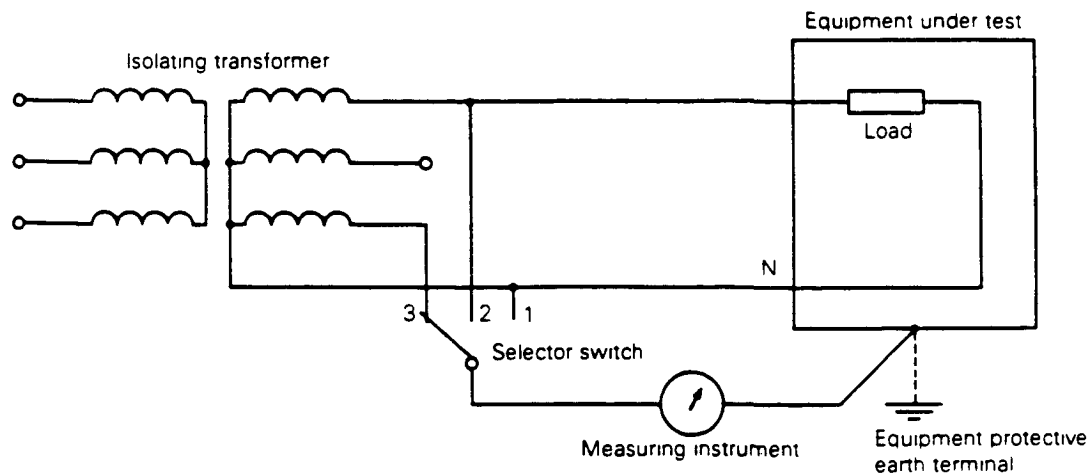 Equipment under test
Isolating transformer
Load
N
3 2 1
Selector switch
Measuring instrument
Equipment protective
earth terminal